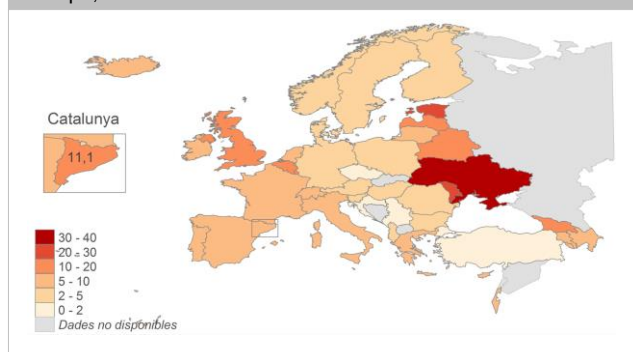 Catalunya
11,1
30 - 40
20 - 30
10 - 20
5 - 10
2 - 5
0 - 2
Dades no disponibles